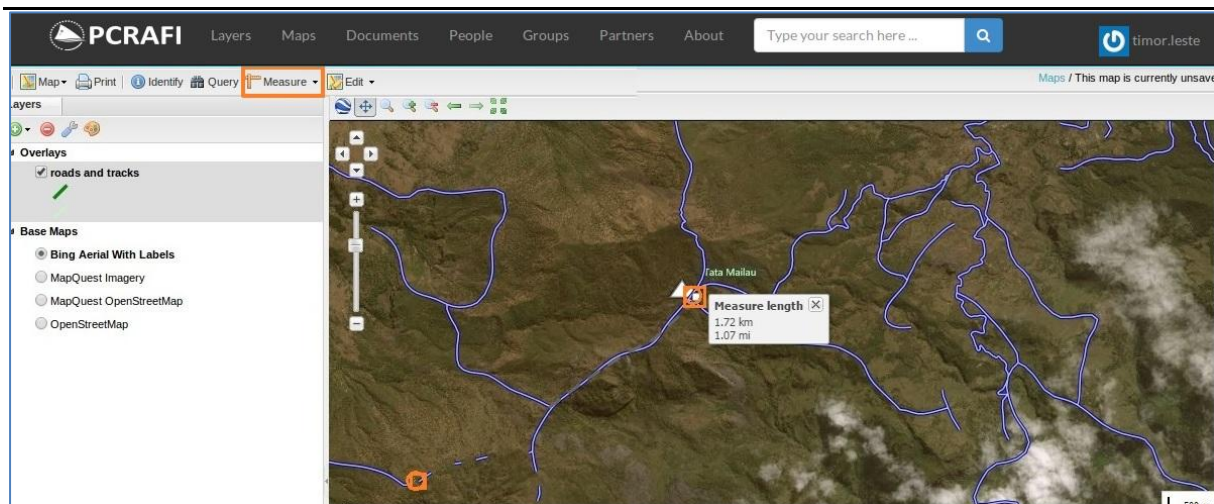 PCRAFI Layers Maps Documents People Groups Partners About Type your search here ... timor.leste
Map Print Identify Query Measure Edit Maps / This map is currently unsave
ayers
Overlays
roads and tracks
Base Maps
Bing Aerial With Labels
MapQuest Imagery
MapQuest OpenStreetMap
OpenStreetMap
Tata Mailau
Measure length
1.72 km
1.07 mi